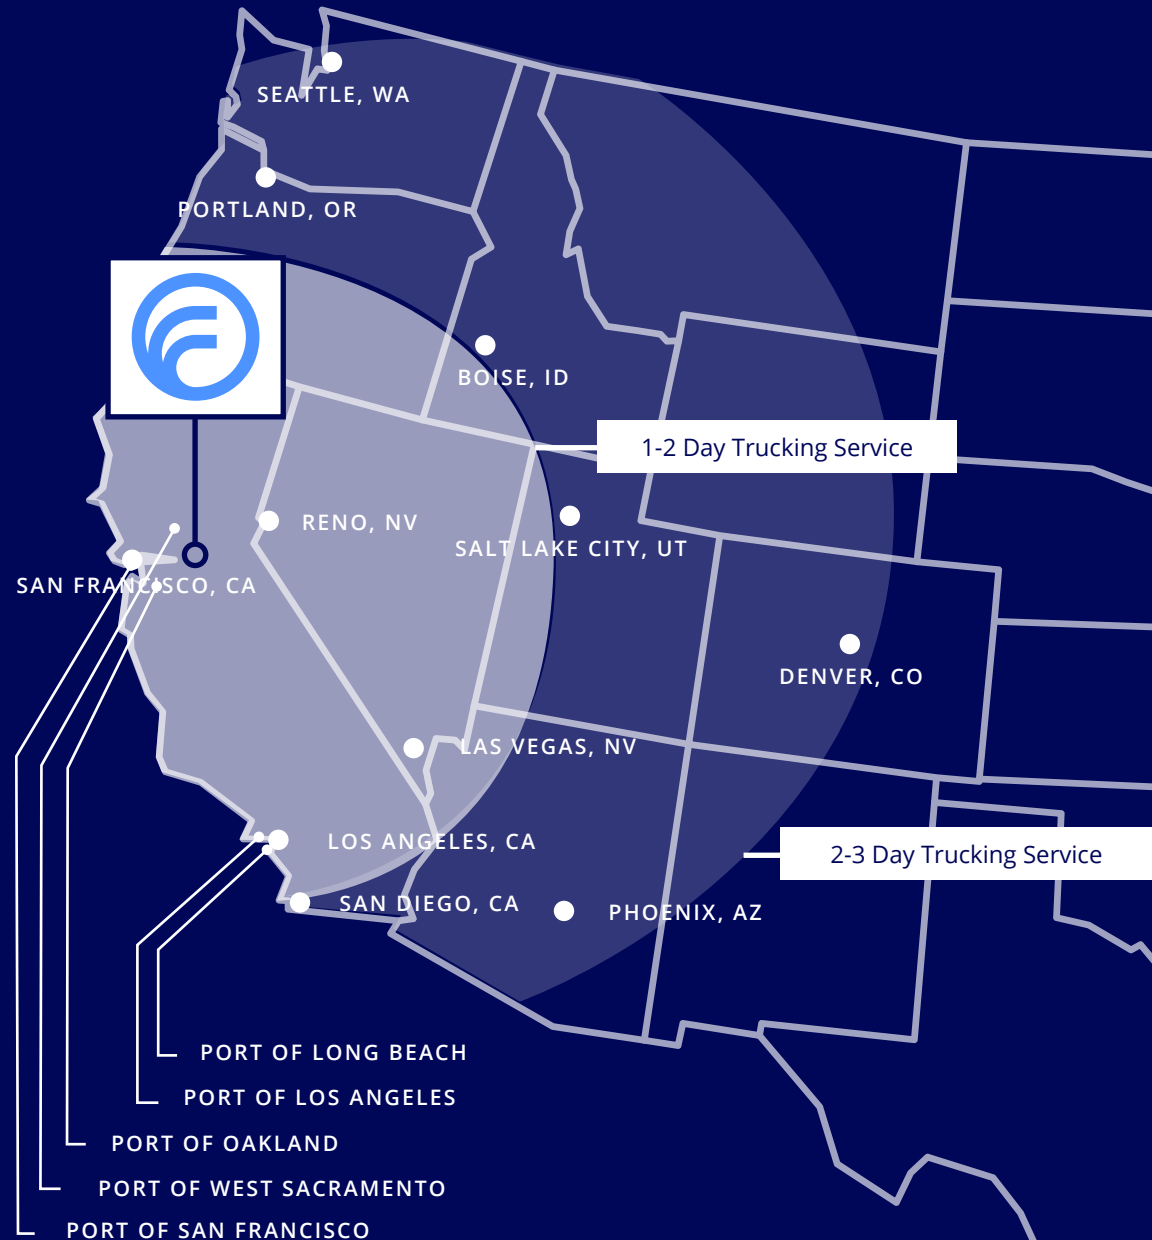 SEATTLE, WA
PORTLAND, OR
BOISE, ID
1-2 Day Trucking Service
RENO, NV
SALT LAKE CITY, UT
SAN FRANCISCO, CA
DENVER, CO
LAS VEGAS, NV
LOS ANGELES, CA
2-3 Day Trucking Service
SAN DIEGO, CA
PHOENIX, AZ
PORT OF LONG BEACH
PORT OF LOS ANGELES
PORT OF OAKLAND
PORT OF WEST SACRAMENTO
PORT OF SAN FRANCISCO